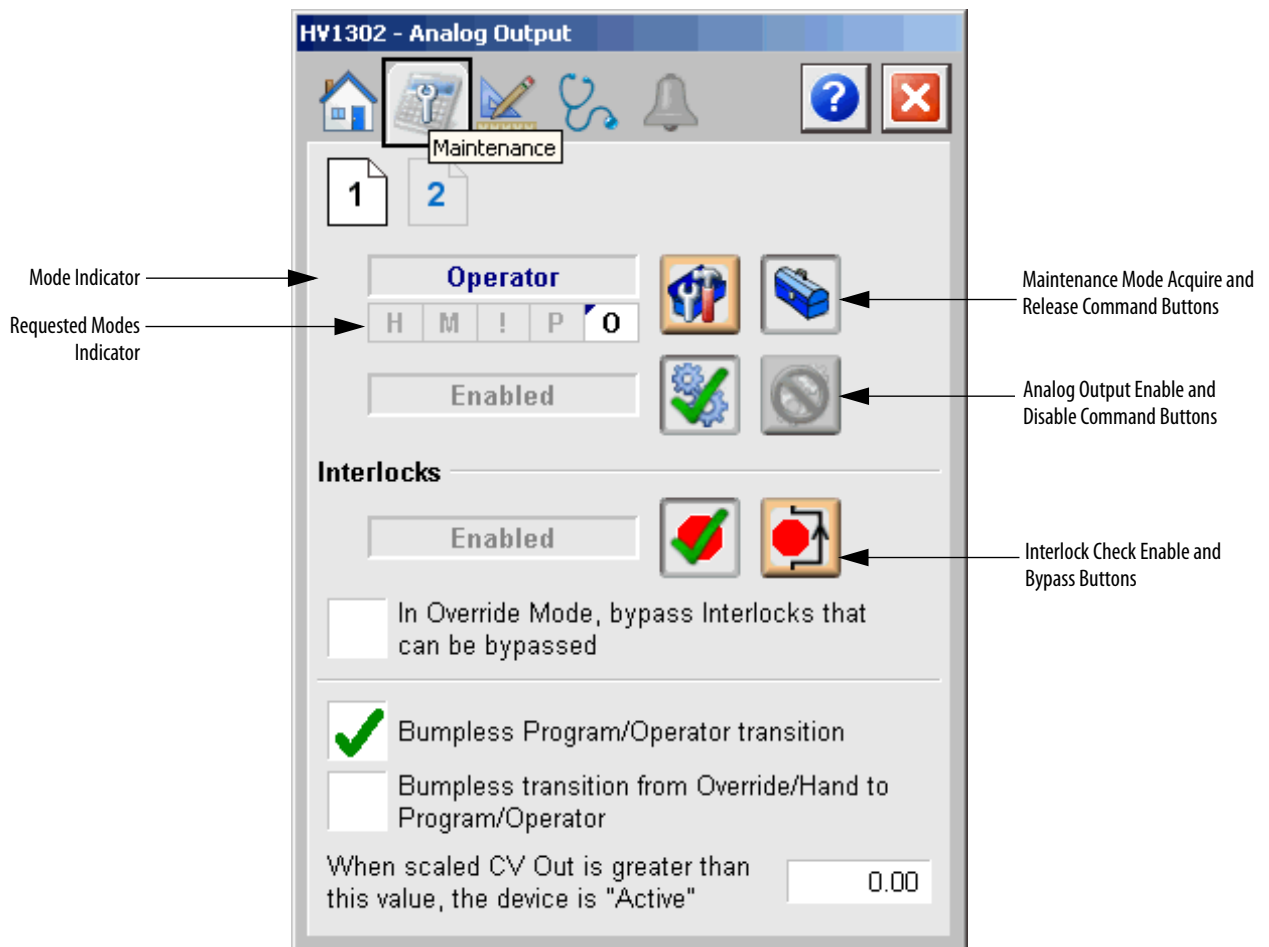 HV1302 - Analog Output
?
Maintenance
1 2
Mode Indicator
Operator
Maintenance Mode Acquire and
Release Command Buttons
Requested Modes
Indicator
H M ! P O
Enabled
Analog Output Enable and
Disable Command Buttons
Interlocks
Enabled
Interlock Check Enable and
Bypass Buttons
In Override Mode, bypass Interlocks that
can be bypassed
Bumpless Program/Operator transition
Bumpless transition from Override/Hand to
Program/Operator
When scaled CV Out is greater than
this value, the device is "Active"
0.00